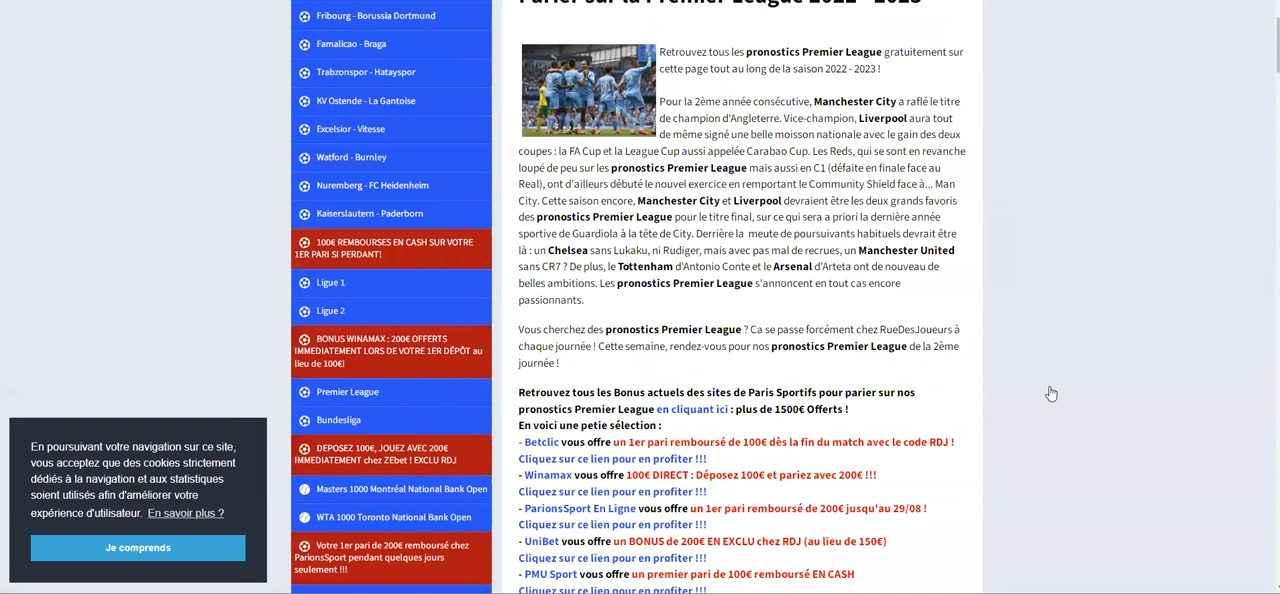 Fribourg - Borussia Dortmund
Famalicao - Braga
Trabzonspor - Hatayspor
KV Ostende - La Gantoise
Excelsior - Vitesse
Watford - Burnley
Nuremberg - FC Heidenheim
Kaiserslautern - Paderborn
100€ REMBOURSES EN CASH SUR VOTRE
1ER PARI SI PERDANT!
Ligue 1
Ligue 2
BONUS WINAMAX : 200€ OFFERTS
IMMEDIATEMENT LORS DE VOTRE 1ER DÉPÔT au
lieu de 100€!
Premier League
Bundesliga
DEPOSEZ 100€, JOUEZ AVEC 200€
IMMEDIATEMENT chez ZEbet ! EXCLU RDJ
Masters 1000 Montréal National Bank Open
WTA 1000 Toronto National Bank Open
Votre 1er pari de 200€ remboursé chez
ParionsSport pendant quelques jours
seulement !!!
Parier sur la Premier League 2022 - 2023
Retrouvez tous les pronostics Premier League gratuitement sur
cette page tout au long de la saison 2022 - 2023 !
Pour la 2ème année consécutive, Manchester City a raflé le titre
de champion d'Angleterre. Vice-champion, Liverpool aura tout
de même signé une belle moisson nationale avec le gain des deux
coupes : la FA Cup et la League Cup aussi appelée Carabao Cup. Les Reds, qui se sont en revanche
loupé de peu sur les pronostics Premier League mais aussi en C1 (défaite en finale face au
Real), ont d'ailleurs débuté le nouvel exercice en remportant le Community Shield face à... Man
City. Cette saison encore, Manchester City et Liverpool devraient être les deux grands favoris
des pronostics Premier League pour le titre final, sur ce qui sera a priori la dernière année
sportive de Guardiola à la tête de City. Derrière la meute de poursuivants habituels devrait être
là : un Chelsea sans Lukaku, ni Rudiger, mais avec pas mal de recrues, un Manchester United
sans CR7 ? De plus, le Tottenham d'Antonio Conte et le Arsenal d'Arteta ont de nouveau de
belles ambitions. Les pronostics Premier League s'annoncent en tout cas encore
passionnants.
Vous cherchez des pronostics Premier League ? Ca se passe forcément chez RueDesJoueurs à
chaque journée ! Cette semaine, rendez-vous pour nos pronostics Premier League de la 2ème
journée !
Retrouvez tous les Bonus actuels des sites de Paris Sportifs pour parier sur nos
pronostics Premier League en cliquant ici : plus de 1500€ Offerts !
En voici une petie sélection :
- Betclic vous offre un 1er pari remboursé de 100€ dès la fin du match avec le code RDJ !
Cliquez sur ce lien pour en profiter !!!
- Winamax vous offre 100€ DIRECT : Déposez 100€ et pariez avec 200€ !!!
Cliquez sur ce lien pour en profiter !!!
- ParionsSport En Ligne vous offre un 1er pari remboursé de 200€ jusqu'au 29/08 !
Cliquez sur ce lien pour en profiter !!!
- UniBet vous offre un BONUS de 200€ EN EXCLU chez RDJ (au lieu de 150€)
Cliquez sur ce lien pour en profiter !!!
- PMU Sport vous offre un premier pari de 100€ remboursé EN CASH
Cliquez sur ce lien pour en profiter !!!
En poursuivant votre navigation sur ce site,
vous acceptez que des cookies strictement
dédiés à la navigation et aux statistiques
soient utilisés afin d'améliorer votre
expérience d'utilisateur. En savoir plus ?
Je comprends